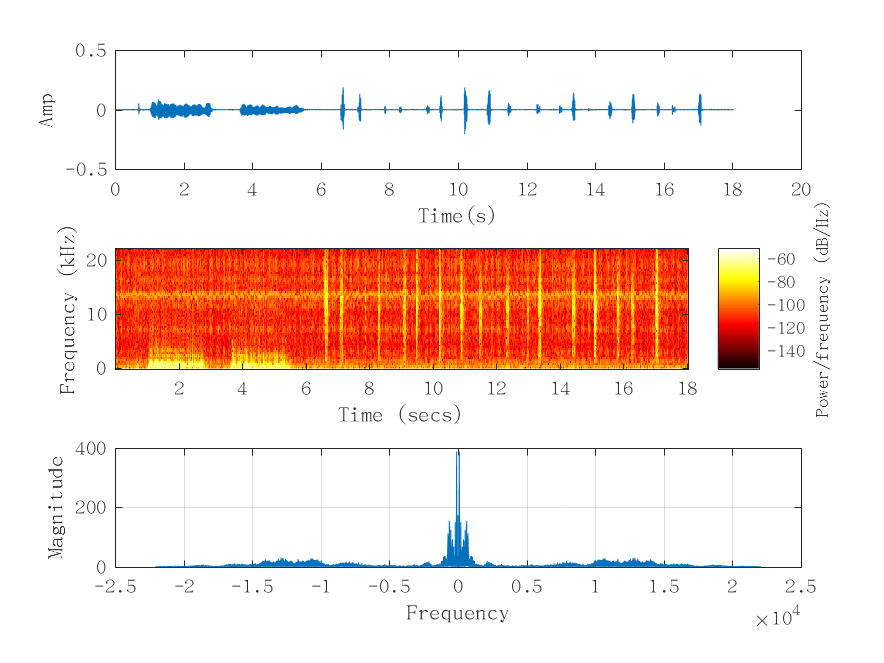 0.5
Amp
0
-0.5
0 2 4 6 8 10 12 14 16 18 20
Time(s)
Frequency (kHz)
20
10
0
2 4 6 8 10 12 14 16 18
Time (secs)
-60
-80
-100
-120
-140
Power/frequency (dB/Hz)
400
Magnitude
200
0
-2.5 -2 -1.5 -1 -0.5 0 0.5 1 1.5 2 2.5
Frequency
×10⁴